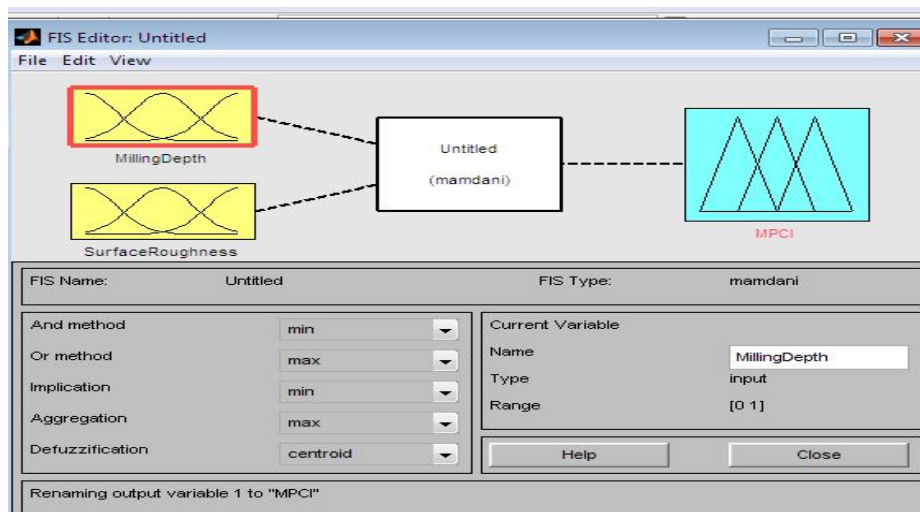 FIS Editor: Untitled
File Edit View
MillingDepth
SurfaceRoughness
Untitled
(mamdani)
MPCI
FIS Name: Untitled FIS Type: mamdani
And method min
Or method max
Implication min
Aggregation max
Defuzzification centroid
Current Variable
Name MillingDepth
Type input
Range [0 1]
Help Close
Renaming output variable 1 to "MPCI"